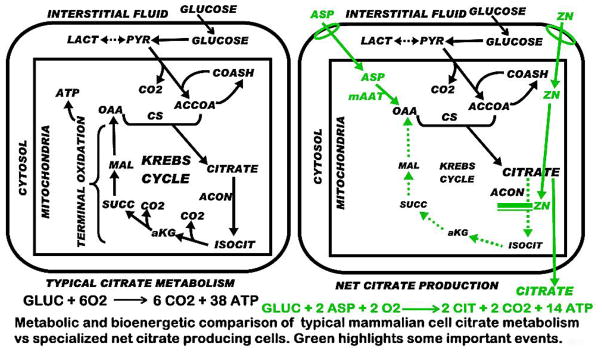 INTERSTITIAL FLUID
GLUCOSE
LACT
PYR
GLUCOSE
CO2
COASH
ACCOA
ATP
OAA
CS
CYTOSOL
MITOCHONDRIA
TERMINAL OXIDATION
MAL
KREBS
CYCLE
CITRATE
ACON
SUCC
CO2
CO2
aKG
ISOCIT
TYPICAL CITRATE METABOLISM
GLUC + 6O2 → 6 CO2 + 38 ATP
ASP
INTERSTITIAL FLUID
GLUCOSE
ZN
LACT
PYR
GLUCOSE
ASP
mAAT
CO2
COASH
ZN
ACCOA
OAA
CS
CYTOSOL
MITOCHONDRIA
MAL
KREBS
CYCLE
CITRATE
ACON
ZN
SUCC
aKG
ISOCIT
NET CITRATE PRODUCTION
CITRATE
GLUC + 2 ASP + 2 O2 → 2 CIT + 2 CO2 + 14 ATP
Metabolic and bioenergetic comparison of typical mammalian cell citrate metabolism
vs specialized net citrate producing cells. Green highlights some important events.